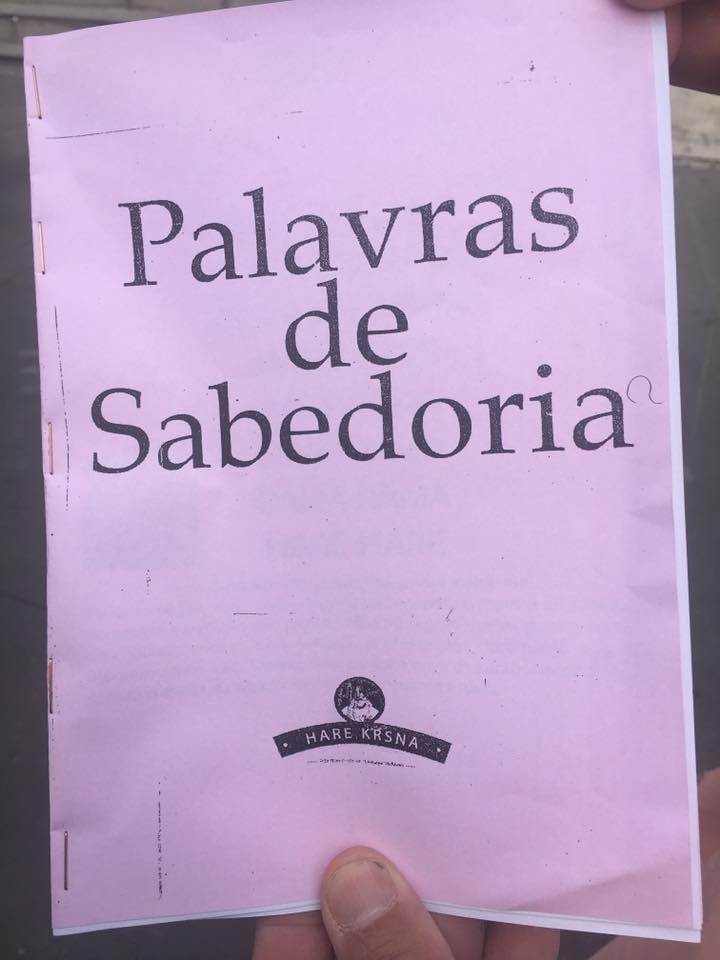 Palavras
de
Sabedoria
HARE KRSNA